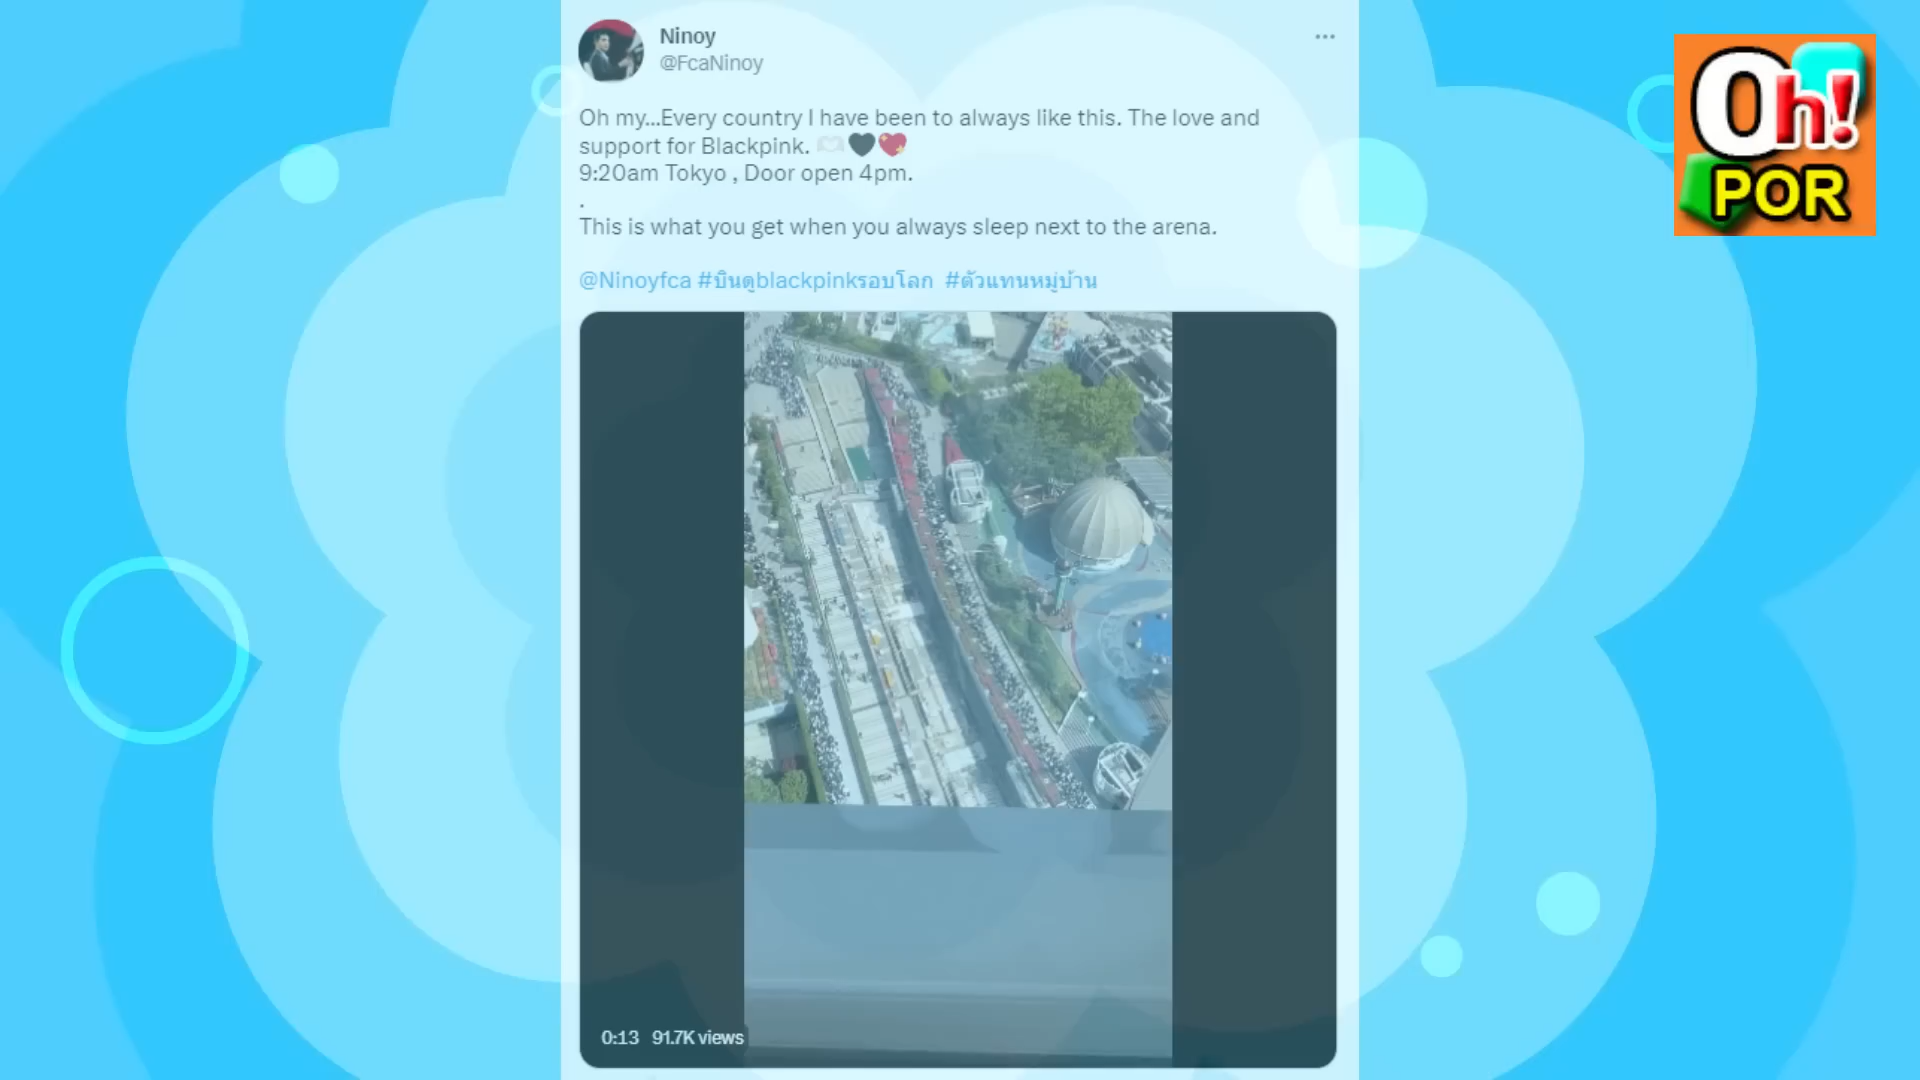 Ninoy
@FcaNinoy
Oh my...Every country I have been to always like this. The love and
support for Blackpink. 🫶🏻🖤💖
9:20am Tokyo , Door open 4pm.
.
This is what you get when you always sleep next to the arena.
@Ninoyfca #บินดูblackpinkรอบโลก #ตัวแทนหมู่บ้าน
0:13 91.7K views
Oh!
POR